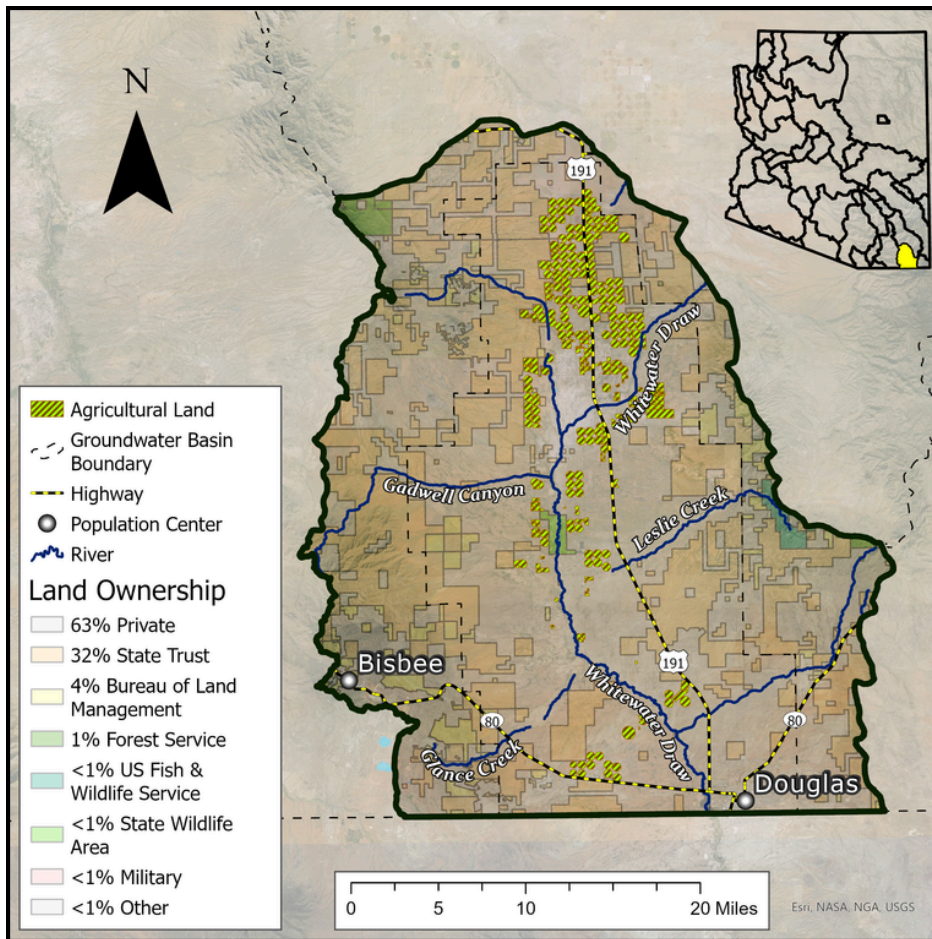 N
191
Whitewater Draw
Gadwell Canyon
Leslie Creek
Bisbee
191
Whitewater Draw
80
80
Glance Creek
Douglas
Agricultural Land
Groundwater Basin
Boundary
Highway
Population Center
River
Land Ownership
63% Private
32% State Trust
4% Bureau of Land
Management
1% Forest Service
<1% US Fish &
Wildlife Service
<1% State Wildlife
Area
<1% Military
<1% Other
0 5 10 20 Miles
Esri, NASA, NGA, USGS